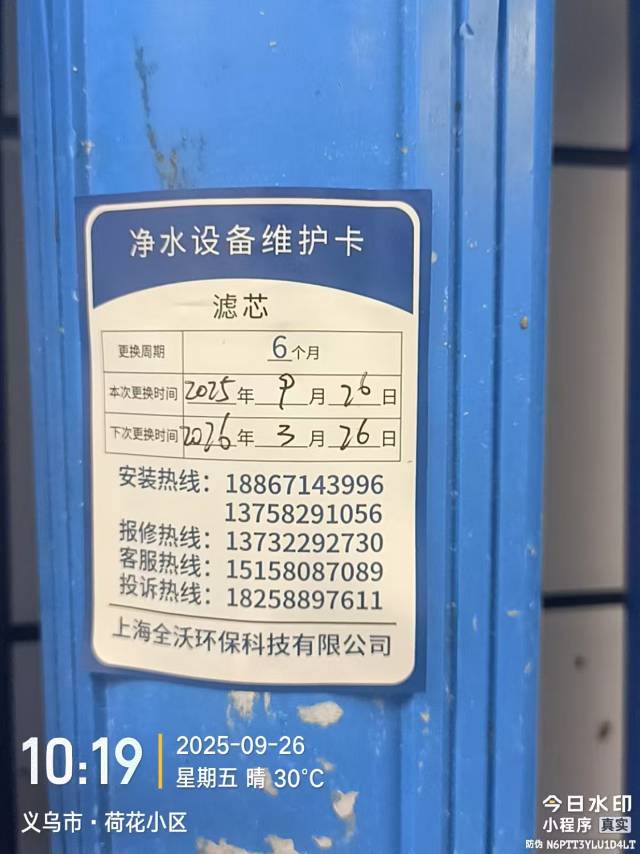 净水设备维护卡
滤芯
更换周期 6个月
本次更换时间 2025年9月26日
下次更换时间 2026年3月26日
安装热线：18867143996
13758291056
报修热线：13732292730
客服热线：15158087089
投诉热线：18258897611
上海全沃环保科技有限公司
10:19
2025-09-26
星期五 晴 30℃
义乌市·荷花小区
今日水印
小程序 真实
防伪 N6PTT3YLU1D4LT